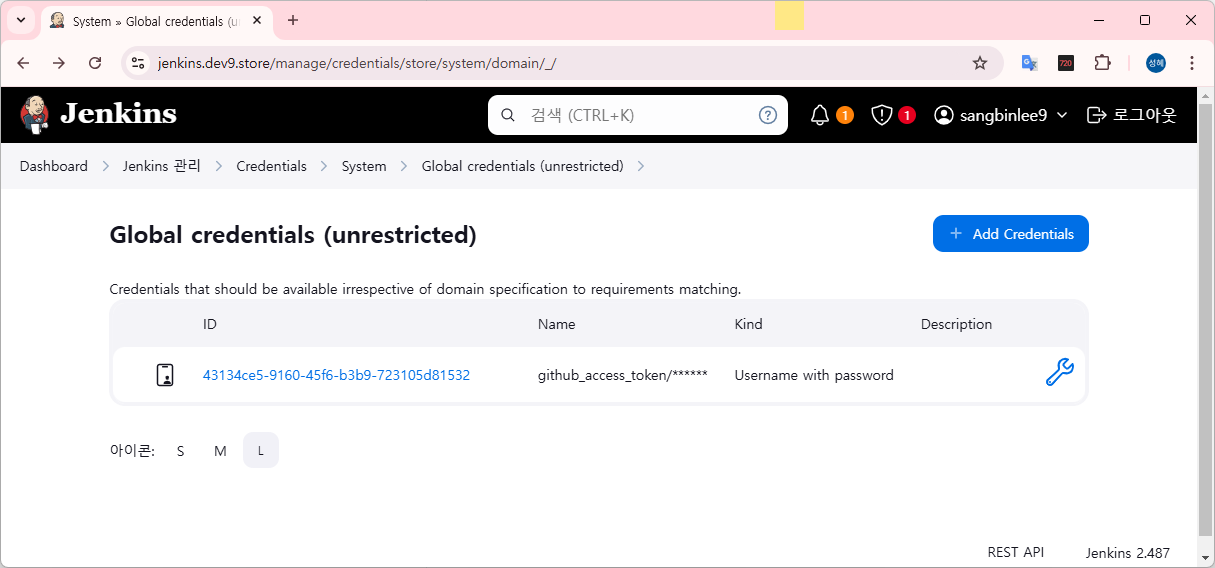 System » Global credentials (u
jenkins.dev9.store/manage/credentials/store/system/domain/_/
720
성혜
Jenkins
검색 (CTRL+K)
?
1
1
sangbinlee9
로그아웃
Dashboard
Jenkins 관리
Credentials
System
Global credentials (unrestricted)
Global credentials (unrestricted)
+ Add Credentials
Credentials that should be available irrespective of domain specification to requirements matching.
ID Name Kind Description
43134ce5-9160-45f6-b3b9-723105d81532 github_access_token/****** Username with password
아이콘: S M L
REST API Jenkins 2.487